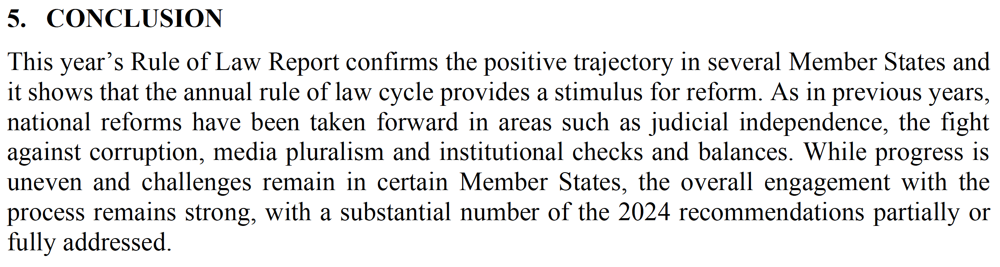 5. CONCLUSION
This year’s Rule of Law Report confirms the positive trajectory in several Member States and
it shows that the annual rule of law cycle provides a stimulus for reform. As in previous years,
national reforms have been taken forward in areas such as judicial independence, the fight
against corruption, media pluralism and institutional checks and balances. While progress is
uneven and challenges remain in certain Member States, the overall engagement with the
process remains strong, with a substantial number of the 2024 recommendations partially or
fully addressed.